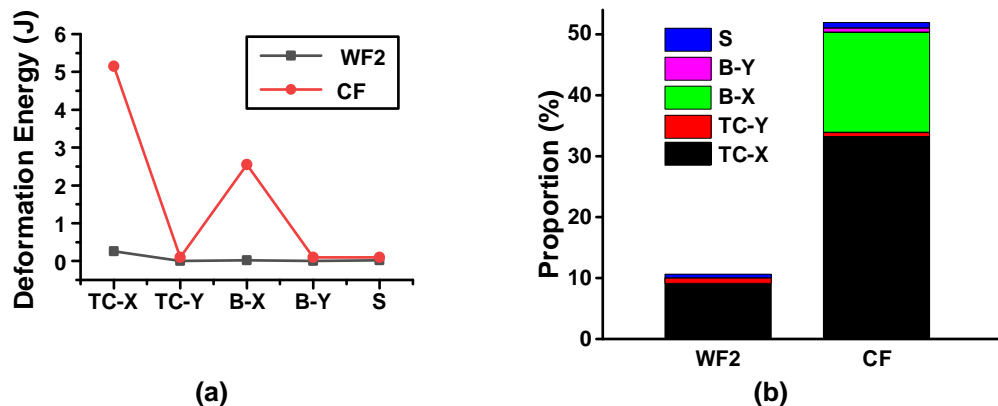 Deformation Energy (J)
6
5
4
3
2
1
0
WF2
CF
TC-X TC-Y B-X B-Y S
(a)
Proportion (%)
50
40
30
20
10
0
S
B-Y
B-X
TC-Y
TC-X
WF2 CF
(b)